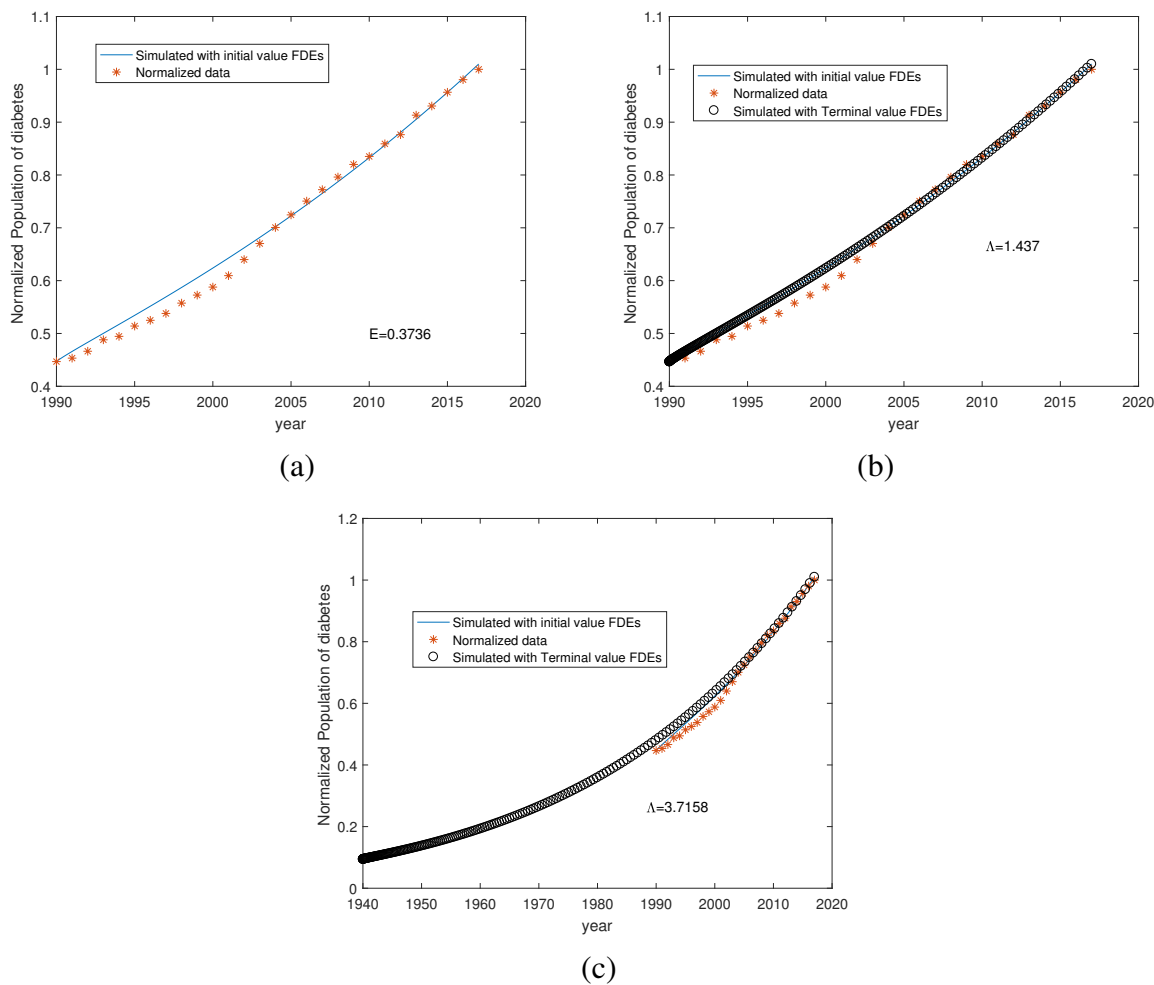 1.1
1
0.9
0.8
0.7
0.6
0.5
0.4
Normalized Population of diabetes
Simulated with initial value FDEs
Normalized data
E=0.3736
1990 1995 2000 2005 2010 2015 2020
year
(a)
1.1
1
0.9
0.8
0.7
0.6
0.5
0.4
Normalized Population of diabetes
Simulated with initial value FDEs
Normalized data
Simulated with Terminal value FDEs
Λ=1.437
1990 1995 2000 2005 2010 2015 2020
year
(b)
1.2
1
0.8
0.6
0.4
0.2
0
Normalized Population of diabetes
Simulated with initial value FDEs
Normalized data
Simulated with Terminal value FDEs
Λ=3.7158
1940 1950 1960 1970 1980 1990 2000 2010 2020
year
(c)